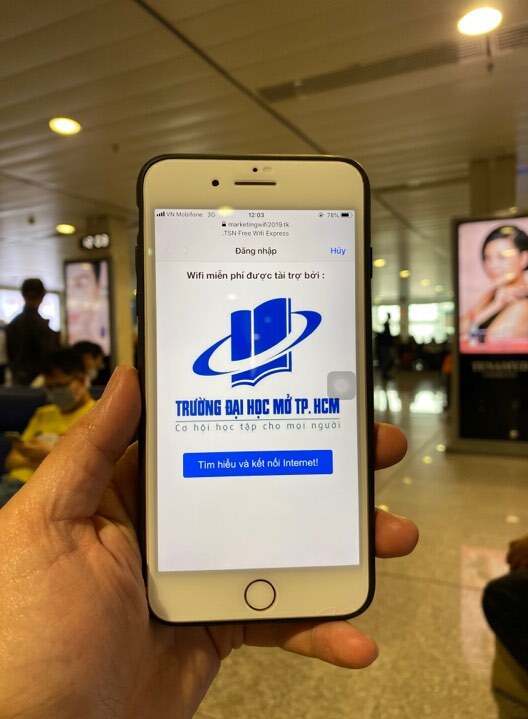 VN Mobifone 3G 12:03 78%
marketingwifi2019.tk
.TSN Free Wifi Express
Đăng nhập Hủy
Wifi miễn phí được tài trợ bởi :
TRƯỜNG ĐẠI HỌC MỞ TP. HCM
Cơ hội học tập cho mọi người
Tìm hiểu và kết nối Internet!